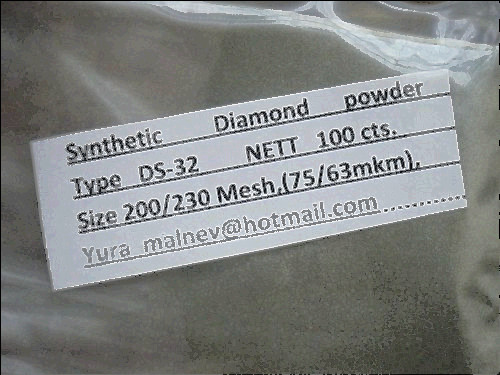 Synthetic Diamond powder
Type DS-32 NETT 100 cts.
Size 200/230 Mesh,(75/63mkm),
Yura_malnev@hotmail.com............